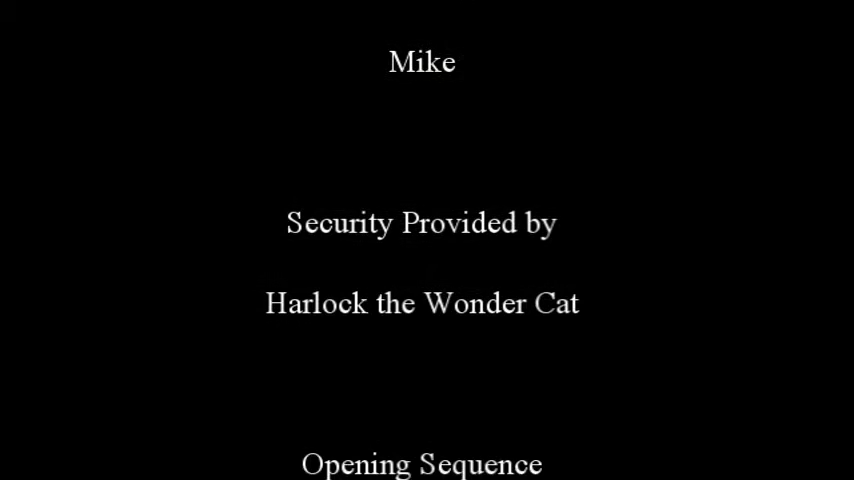 Mike
Security Provided by
Harlock the Wonder Cat
Opening Sequence